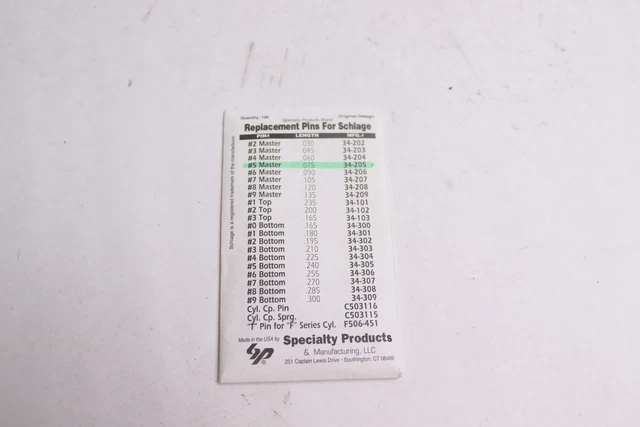 Quantity: 100 Specialty Products Brand Original Design
Replacement Pins For Schlage
PIN# LENGTH MFG.#
#2 Master .030 34-202
#3 Master .045 34-203
#4 Master .060 34-204
#5 Master .075 34-205
#6 Master .090 34-206
#7 Master .105 34-207
#8 Master .120 34-208
#9 Master .135 34-209
#1 Top .235 34-101
#2 Top .200 34-102
#3 Top .165 34-103
#0 Bottom .165 34-300
#1 Bottom .180 34-301
#2 Bottom .195 34-302
#3 Bottom .210 34-303
#4 Bottom .225 34-304
#5 Bottom .240 34-305
#6 Bottom .255 34-306
#7 Bottom .270 34-307
#8 Bottom .285 34-308
#9 Bottom .300 34-309
Cyl. Cp. Pin C503116
Cyl. Cp. Sprg. C503115
"T" Pin for "F" Series Cyl. F506-451
Schlage is a registered trademark of the manufacturer
Made in the USA by Specialty Products
sp ® & Manufacturing, LLC
251 Captain Lewis Drive • Southington, CT 06489